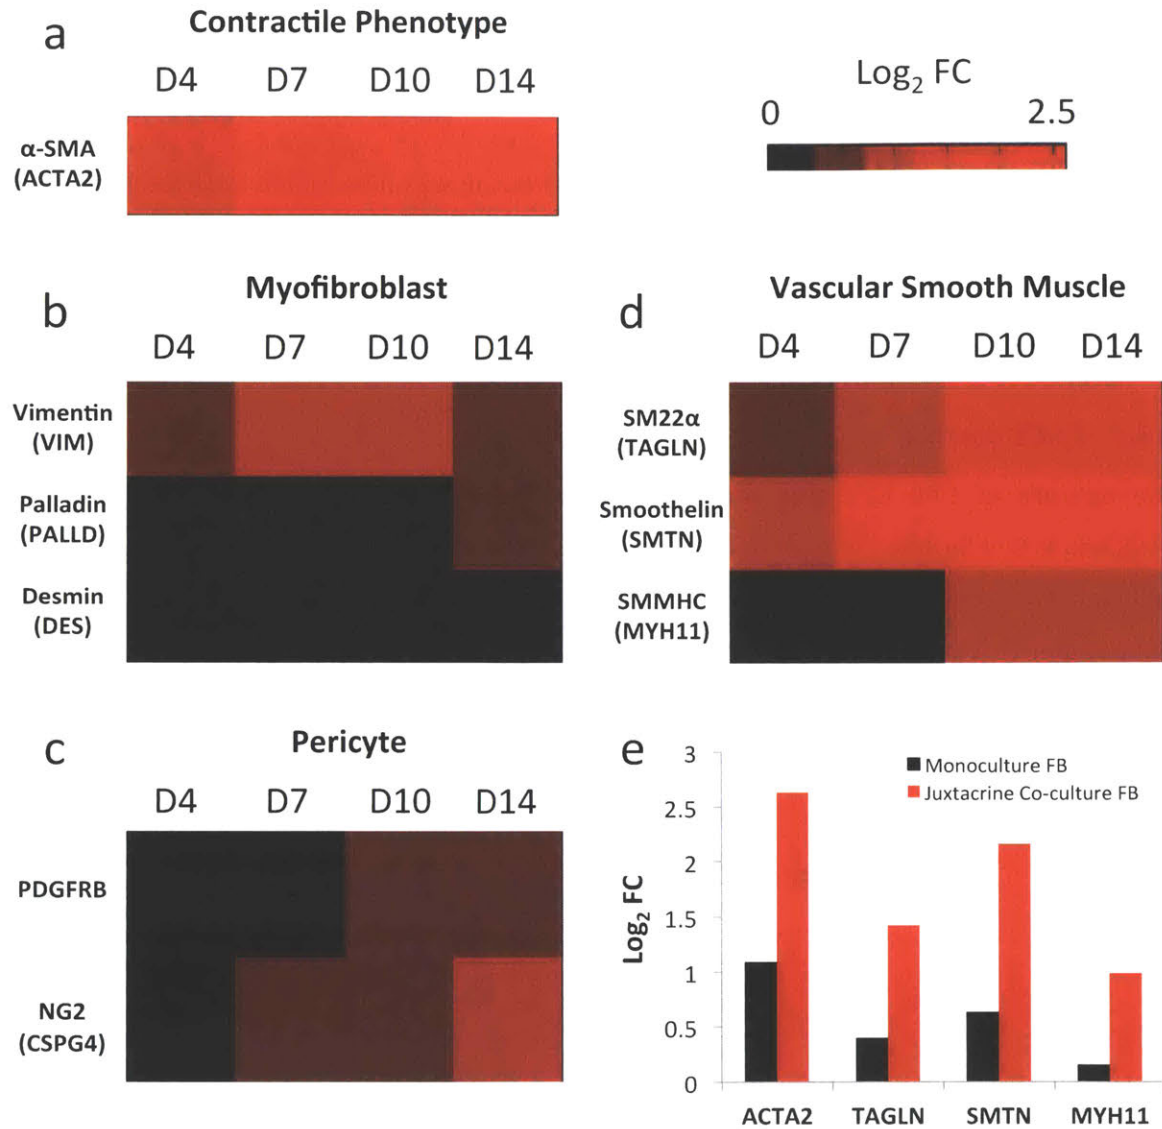 a
Contractile Phenotype
D4 D7 D10 D14
α-SMA
(ACTA2)
Log₂ FC
0 2.5
b
Myofibroblast
D4 D7 D10 D14
Vimentin
(VIM)
Palladin
(PALLD)
Desmin
(DES)
d
Vascular Smooth Muscle
D4 D7 D10 D14
SM22α
(TAGLN)
Smoothelin
(SMTN)
SMMHC
(MYH11)
c
Pericyte
D4 D7 D10 D14
PDGFRB
NG2
(CSPG4)
e
Monoculture FB
Juxtacrine Co-culture FB
Log₂ FC
3
2.5
2
1.5
1
0.5
0
ACTA2 TAGLN SMTN MYH11